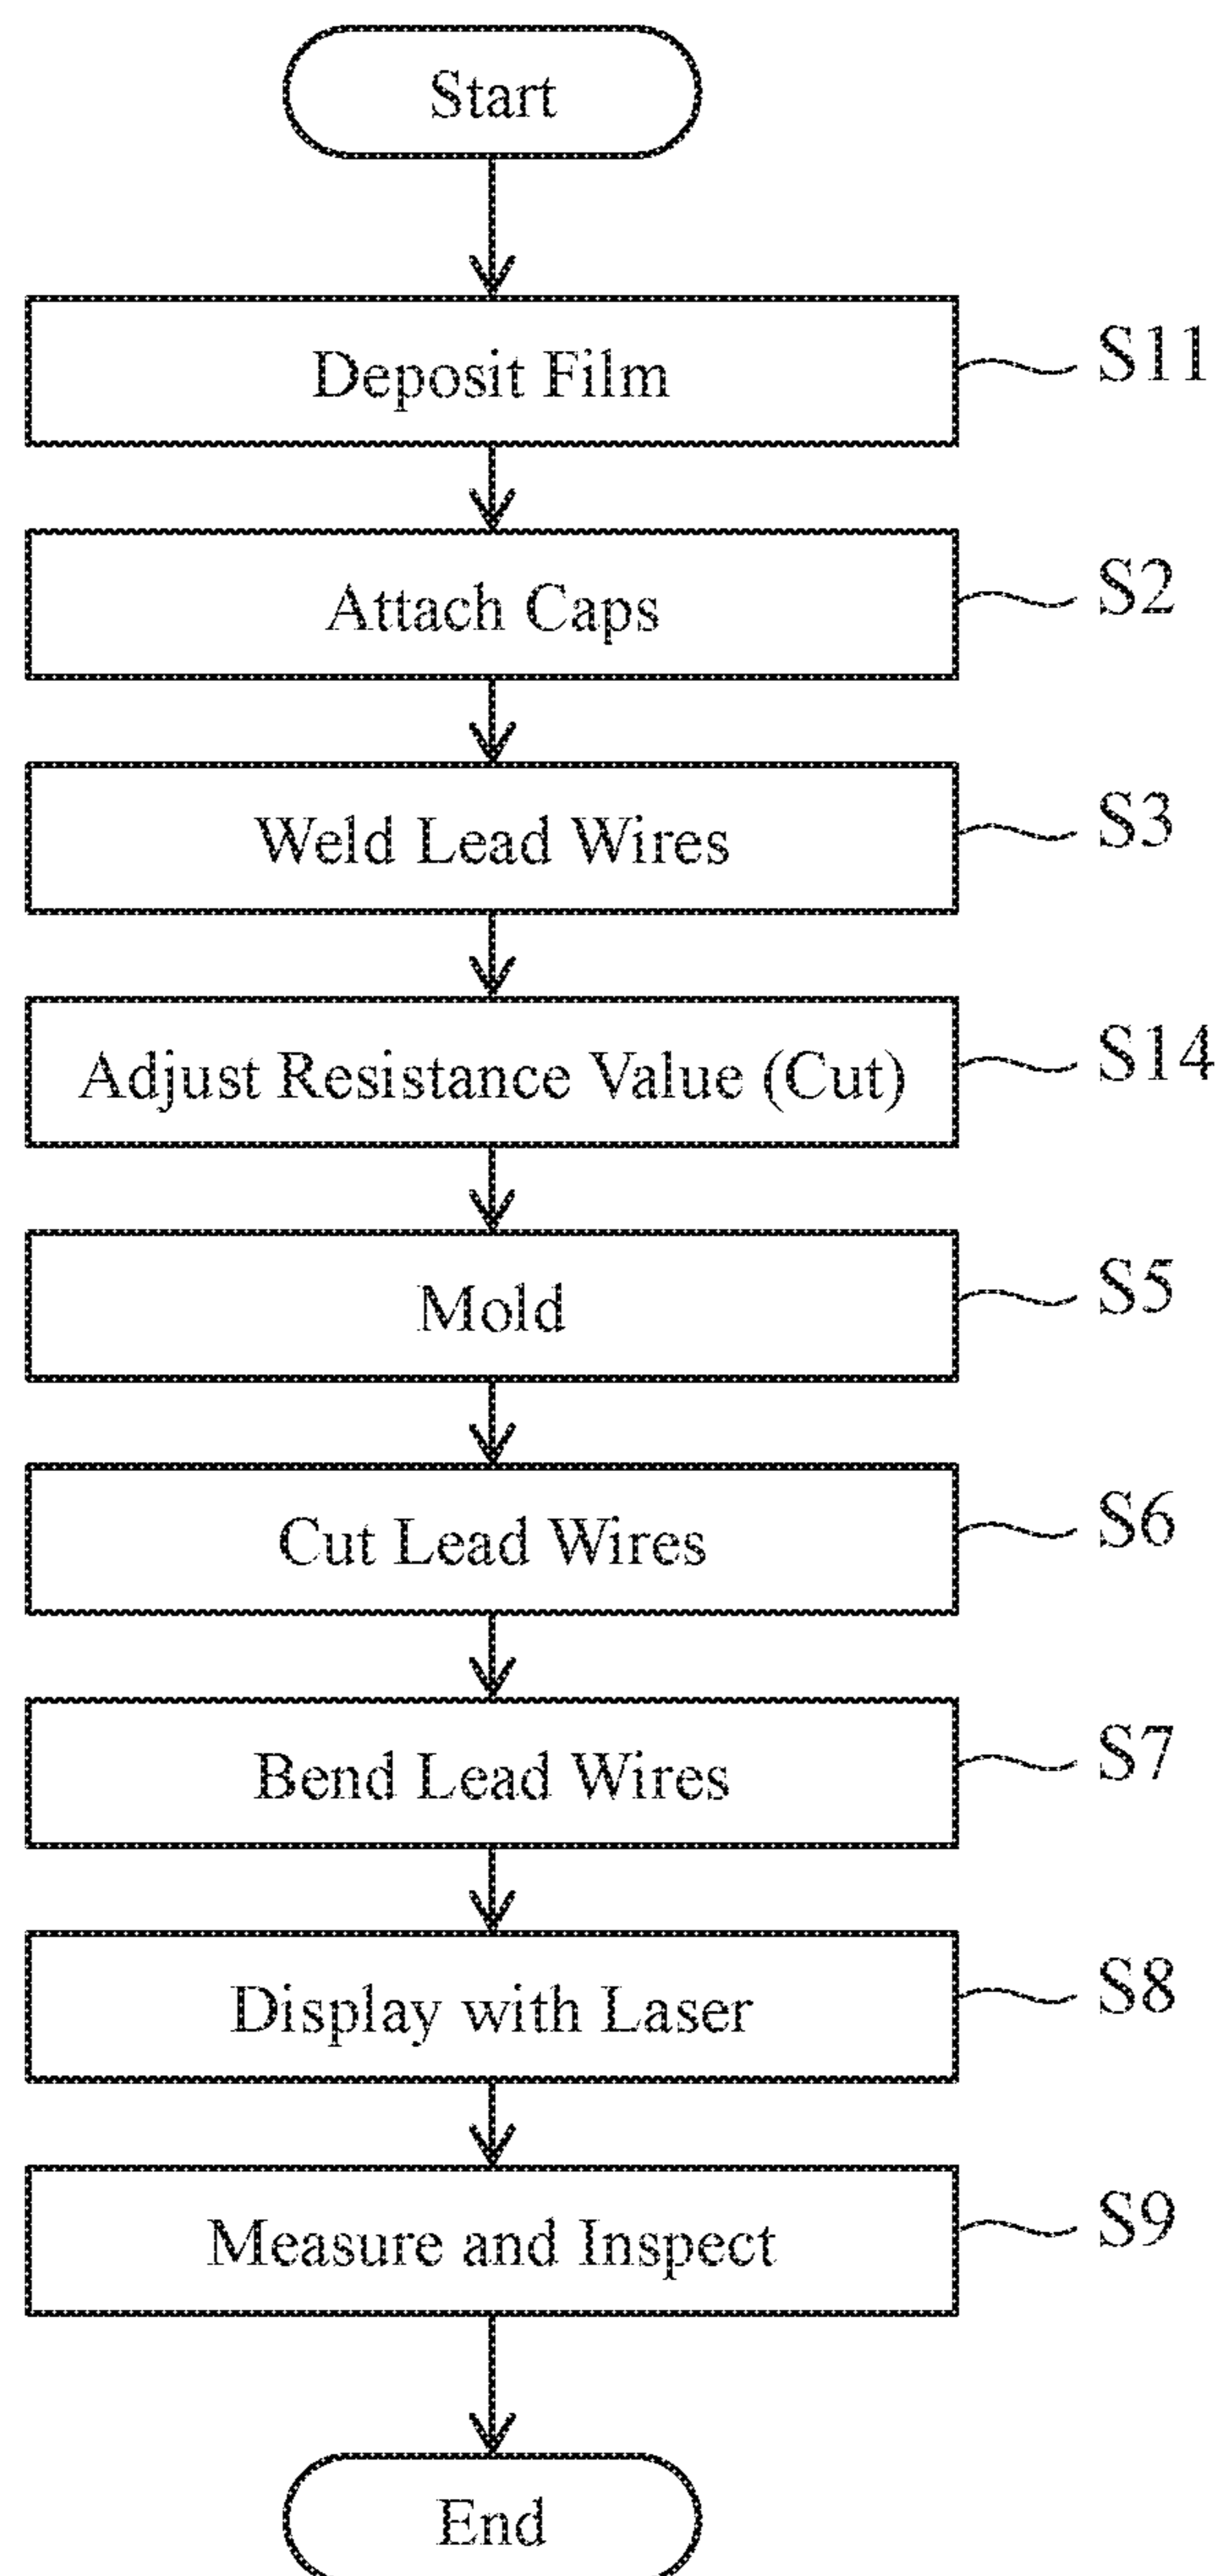 Start
Deposit Film
S11
Attach Caps
S2
Weld Lead Wires
S3
Adjust Resistance Value (Cut)
S14
Mold
S5
Cut Lead Wires
S6
Bend Lead Wires
S7
Display with Laser
S8
Measure and Inspect
S9
End